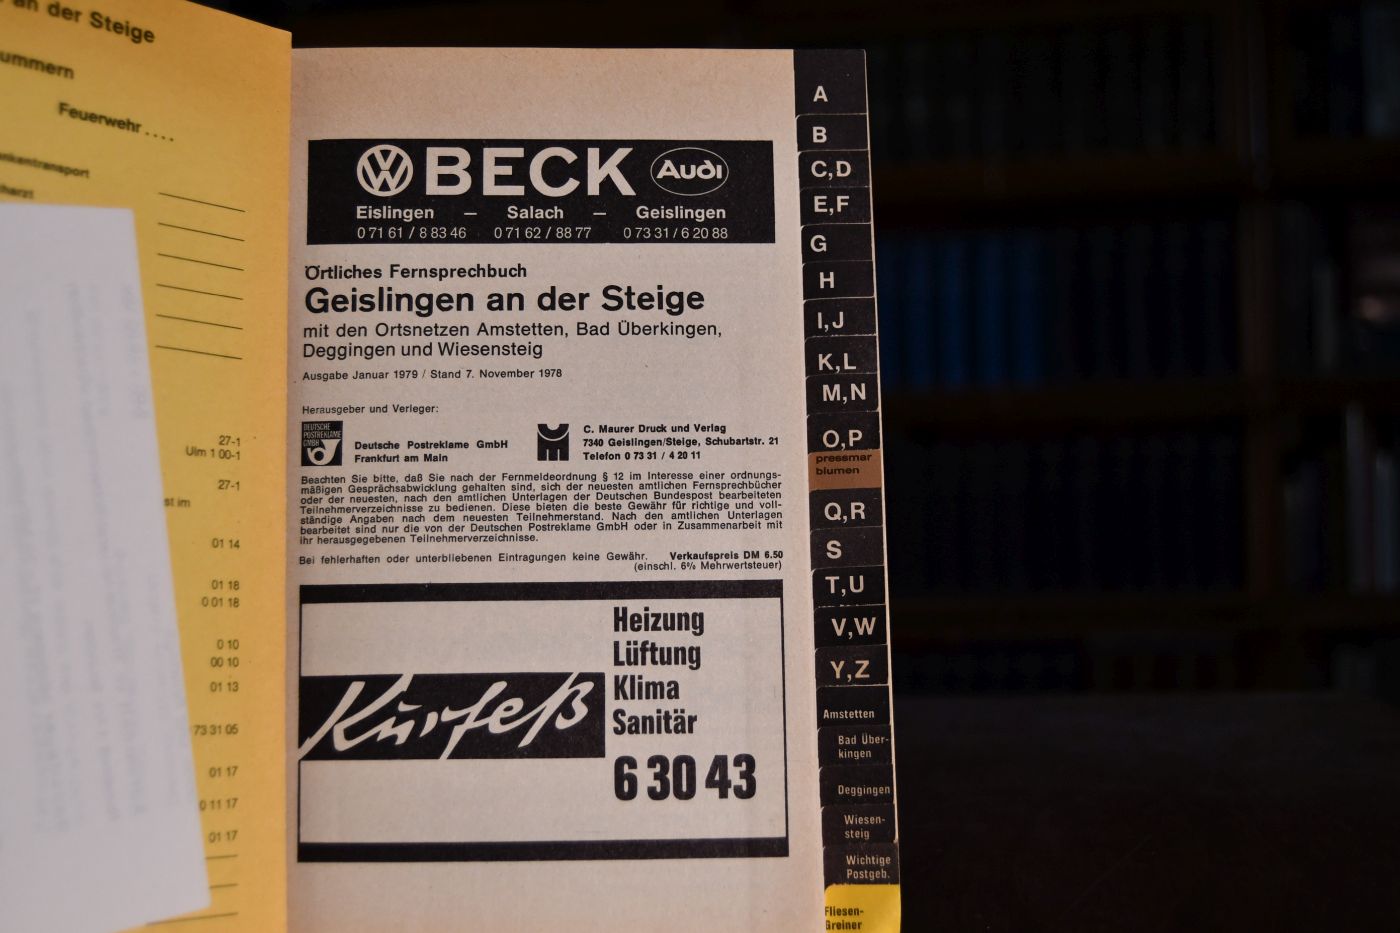 an der Steige
ummern
Feuerwehr....
nkentransport
harzt
27-1
Ulm 1 00-1
27-1
st im
01 14
01 18
0 01 18
0 10
00 10
01 13
73 31 05
01 17
0 11 17
01 17
VW BECK Audi
Eislingen – Salach – Geislingen
0 71 61 / 8 83 46 0 71 62 / 88 77 0 73 31 / 6 20 88
Örtliches Fernsprechbuch
Geislingen an der Steige
mit den Ortsnetzen Amstetten, Bad Überkingen,
Deggingen und Wiesensteig
Ausgabe Januar 1979 / Stand 7. November 1978
Herausgeber und Verleger:
DEUTSCHE
POSTREKLAME
GMBH
Deutsche Postreklame GmbH
Frankfurt am Main
C. Maurer Druck und Verlag
7340 Geislingen/Steige, Schubartstr. 21
Telefon 0 73 31 / 4 20 11
Beachten Sie bitte, daß Sie nach der Fernmeldeordnung § 12 im Interesse einer ordnungs-
mäßigen Gesprächsabwicklung gehalten sind, sich der neuesten amtlichen Fernsprechbücher
oder der neuesten, nach den amtlichen Unterlagen der Deutschen Bundespost bearbeiteten
Teilnehmerverzeichnisse zu bedienen. Diese bieten die beste Gewähr für richtige und voll-
ständige Angaben nach dem neuesten Teilnehmerstand. Nach den amtlichen Unterlagen
bearbeitet sind nur die von der Deutschen Postreklame GmbH oder in Zusammenarbeit mit
ihr herausgegebenen Teilnehmerverzeichnisse.
Bei fehlerhaften oder unterbliebenen Eintragungen keine Gewähr. Verkaufspreis DM 6.50
(einschl. 6% Mehrwertsteuer)
Kurfeß
Heizung
Lüftung
Klima
Sanitär
6 30 43
A
B
C,D
E,F
G
H
I,J
K,L
M,N
O,P
pressmar
blumen
Q,R
S
T,U
V,W
Y,Z
Amstetten
Bad Über-
kingen
Deggingen
Wiesen-
steig
Wichtige
Postgeb.
Fliesen-
Greiner